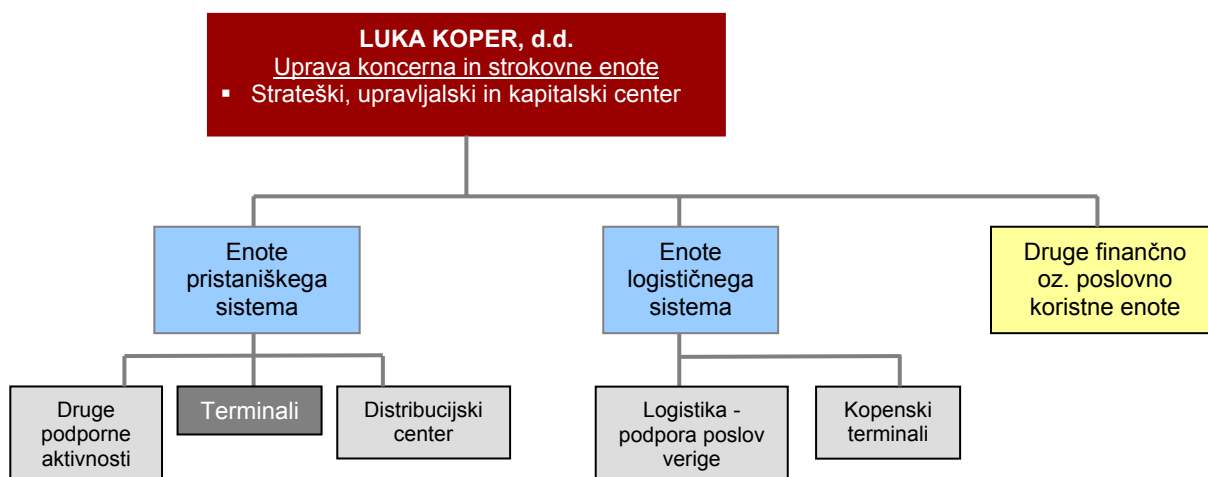 LUKA KOPER, d.d.
Uprava koncerna in strokovne enote
▪ Strateški, upravljalski in kapitalski center
Enote
pristaniškega
sistema
Enote
logističnega
sistema
Druge finančno
oz. poslovno
koristne enote
Druge
podporne
aktivnosti
Terminali
Distribucijski
center
Logistika -
podpora poslov
verige
Kopenski
terminali